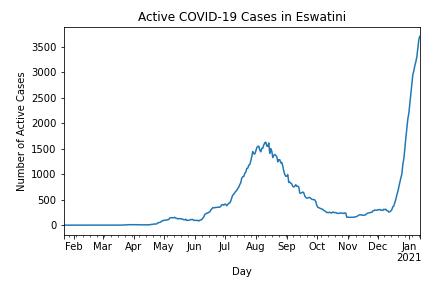 Active COVID-19 Cases in Eswatini
Number of Active Cases
3500
3000
2500
2000
1500
1000
500
0
Feb Mar Apr May Jun Jul Aug Sep Oct Nov Dec Jan
2021
Day